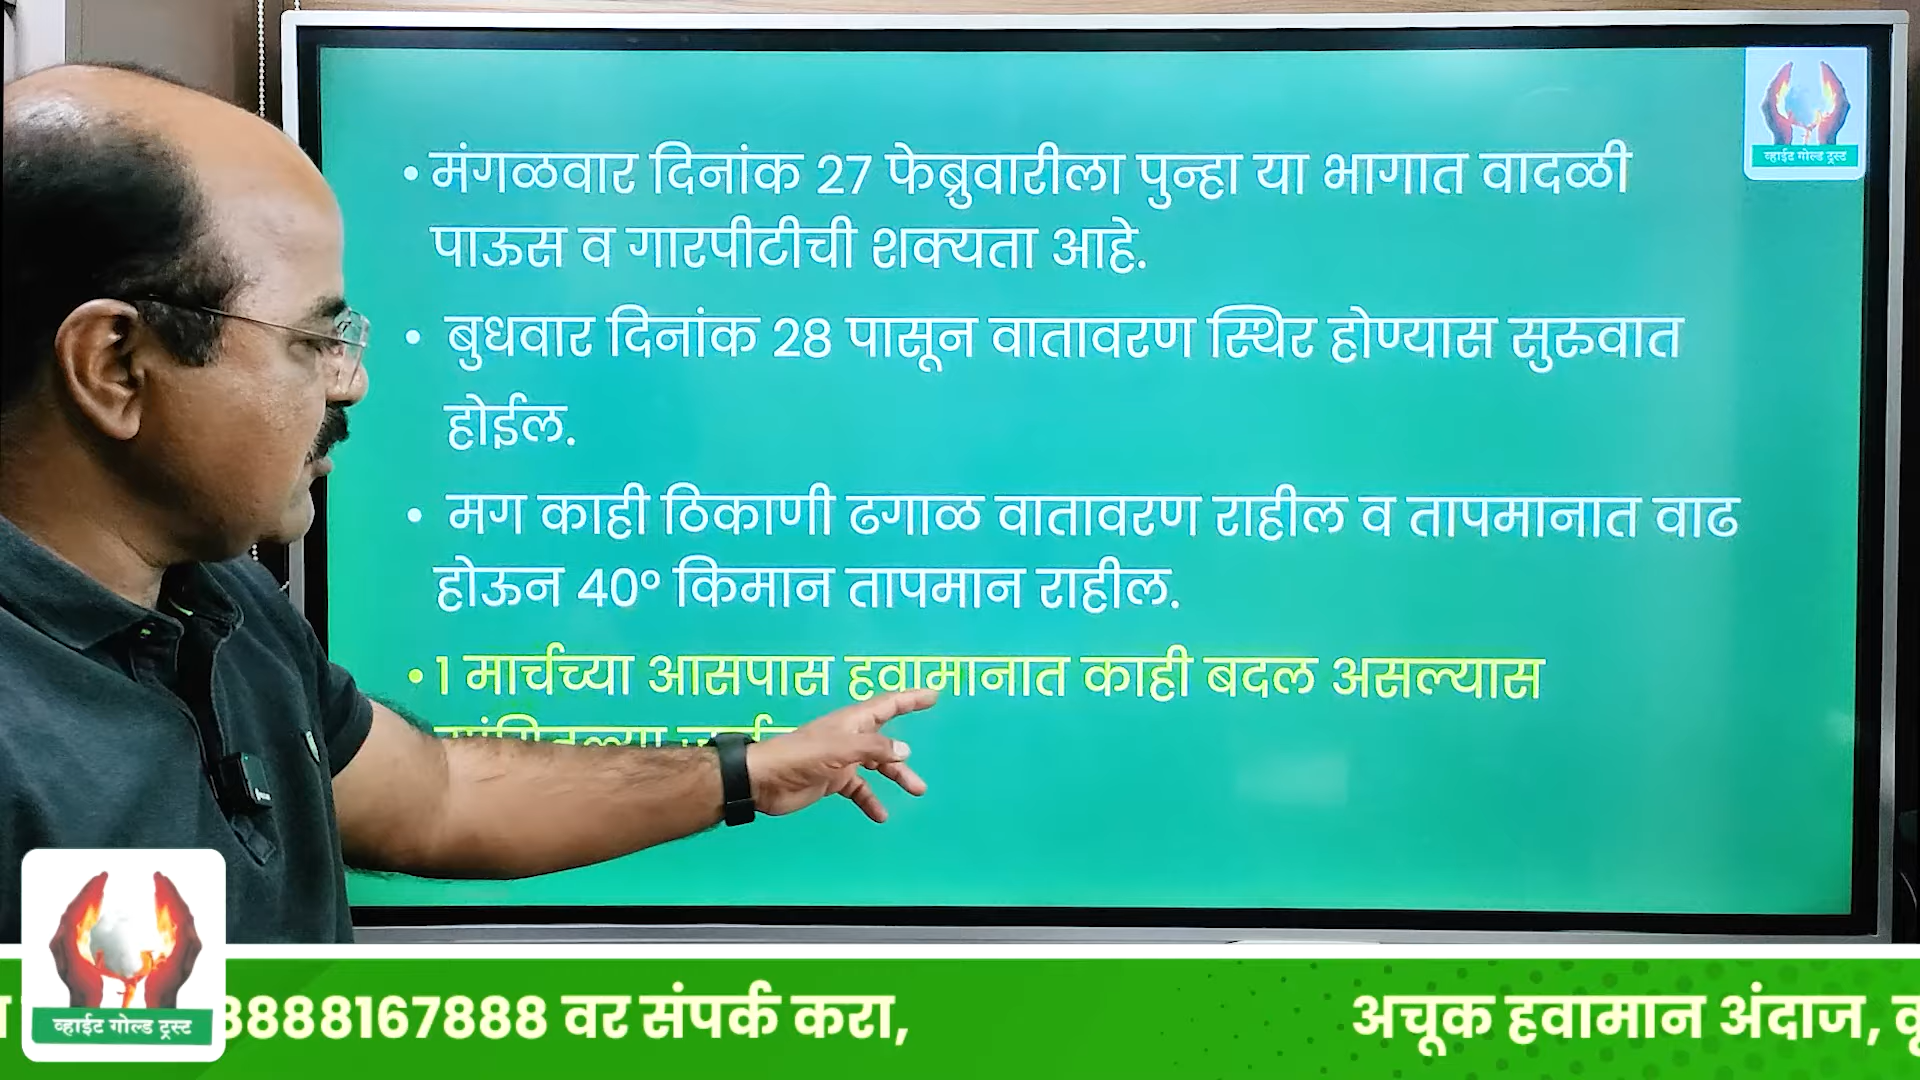 व्हाईट गोल्ड ट्रस्ट
• मंगळवार दिनांक 27 फेब्रुवारीला पुन्हा या भागात वादळी
पाऊस व गारपीटीची शक्यता आहे.
• बुधवार दिनांक 28 पासून वातावरण स्थिर होण्यास सुरुवात
होईल.
• मग काही ठिकाणी ढगाळ वातावरण राहील व तापमानात वाढ
होऊन 40° किमान तापमान राहील.
• 1 मार्चच्या आसपास हवामानात काही बदल असल्यास
व्हाईट गोल्ड ट्रस्ट
8888167888 वर संपर्क करा,
अचूक हवामान अंदाज,